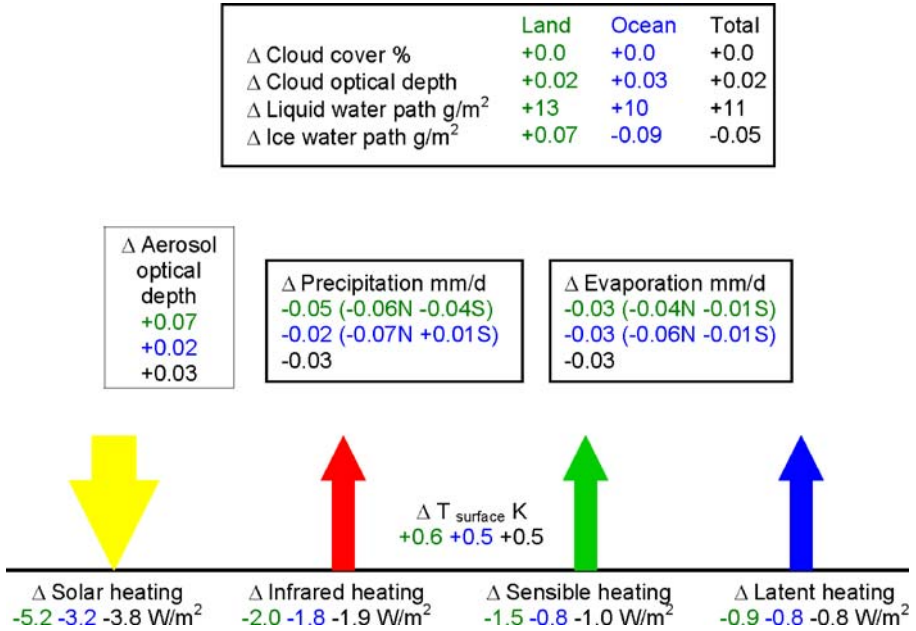 Land Ocean Total
Δ Cloud cover % +0.0 +0.0 +0.0
Δ Cloud optical depth +0.02 +0.03 +0.02
Δ Liquid water path g/m² +13 +10 +11
Δ Ice water path g/m² +0.07 -0.09 -0.05
Δ Aerosol
optical
depth
+0.07
+0.02
+0.03
Δ Precipitation mm/d
-0.05 (-0.06N -0.04S)
-0.02 (-0.07N +0.01S)
-0.03
Δ Evaporation mm/d
-0.03 (-0.04N -0.01S)
-0.03 (-0.06N -0.01S)
-0.03
Δ T surface K
+0.6 +0.5 +0.5
Δ Solar heating
-5.2 -3.2 -3.8 W/m²
Δ Infrared heating
-2.0 -1.8 -1.9 W/m²
Δ Sensible heating
-1.5 -0.8 -1.0 W/m²
Δ Latent heating
-0.9 -0.8 -0.8 W/m²